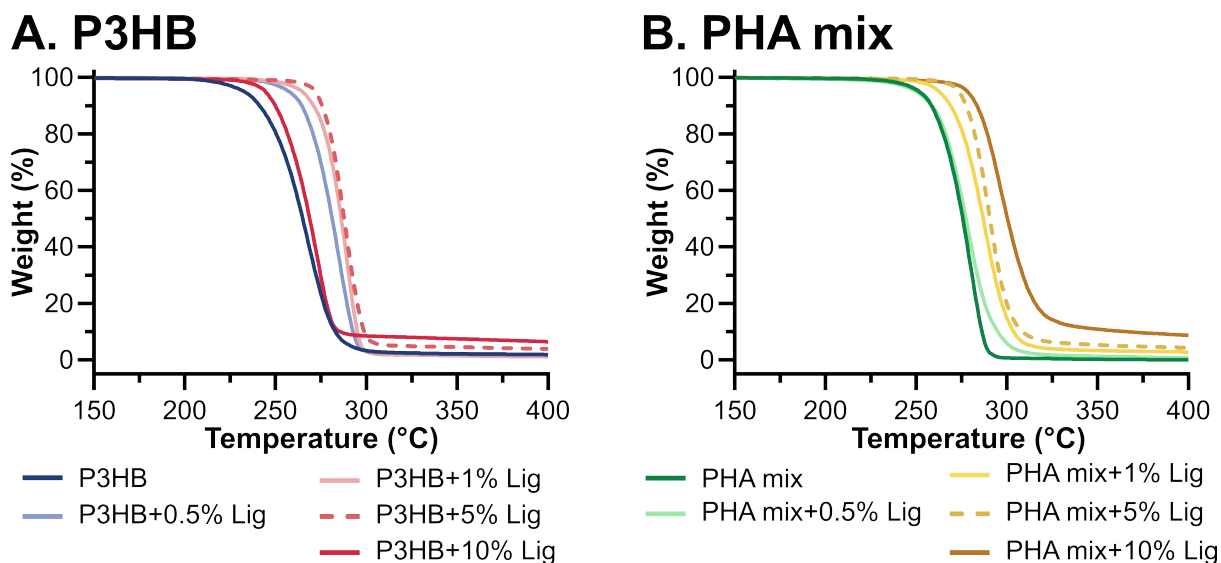 A. P3HB
100
80
60
40
20
0
Weight (%)
150 200 250 300 350 400
Temperature (°C)
P3HB
P3HB+0.5% Lig
P3HB+1% Lig
P3HB+5% Lig
P3HB+10% Lig
B. PHA mix
100
80
60
40
20
0
Weight (%)
150 200 250 300 350 400
Temperature (°C)
PHA mix
PHA mix+0.5% Lig
PHA mix+1% Lig
PHA mix+5% Lig
PHA mix+10% Lig